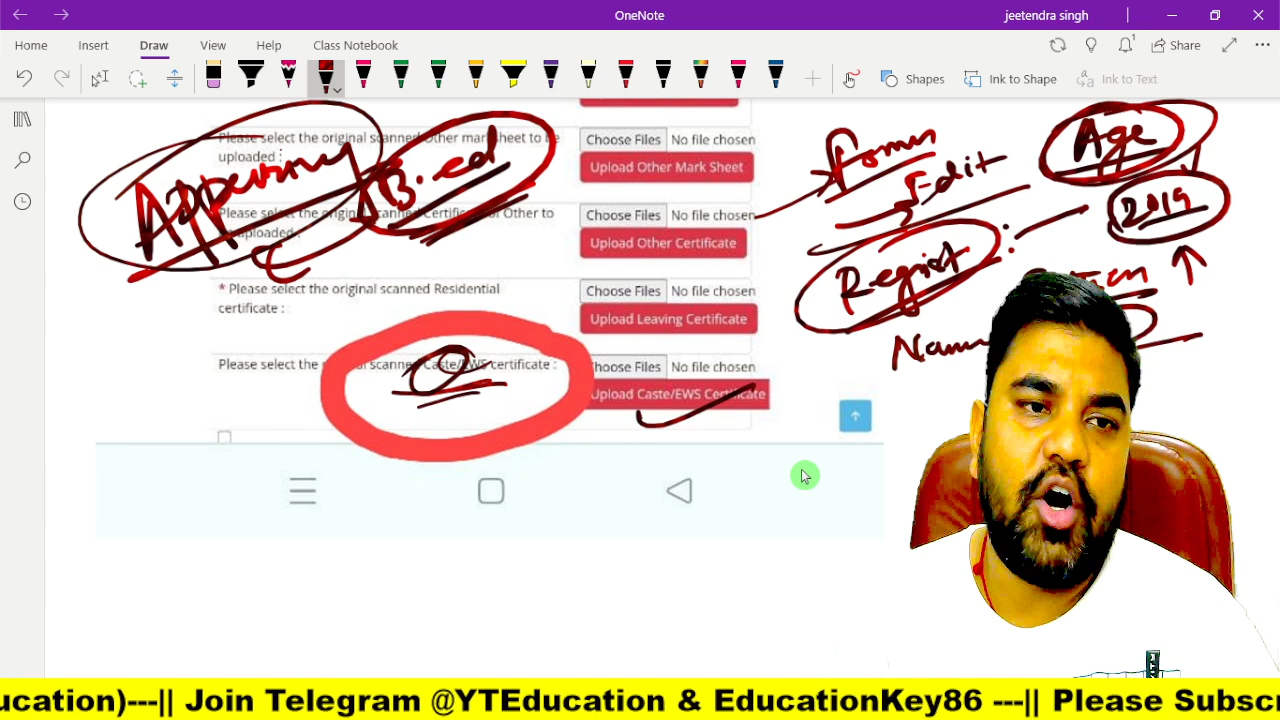 OneNote
jeetendra singh
Home Insert Draw View Help Class Notebook
Share
Shapes Ink to Shape Ink to Text
Please select the original scanned other mark sheet to be
uploaded :
Choose Files No file chosen
Upload Other Mark Sheet
Please select the original scanned Certificate of Other to
be uploaded :
Choose Files No file chosen
Upload Other Certificate
* Please select the original scanned Residential
certificate :
Choose Files No file chosen
Upload Leaving Certificate
Please select the scanned Caste/EWS certificate :
Choose Files No file chosen
Upload Caste/EWS Certificate
B.ed
Form
Edit
Regist
Age
2019
Name
ucation)---|| Join Telegram @YTEducation & EducationKey86 ---|| Please Subsc